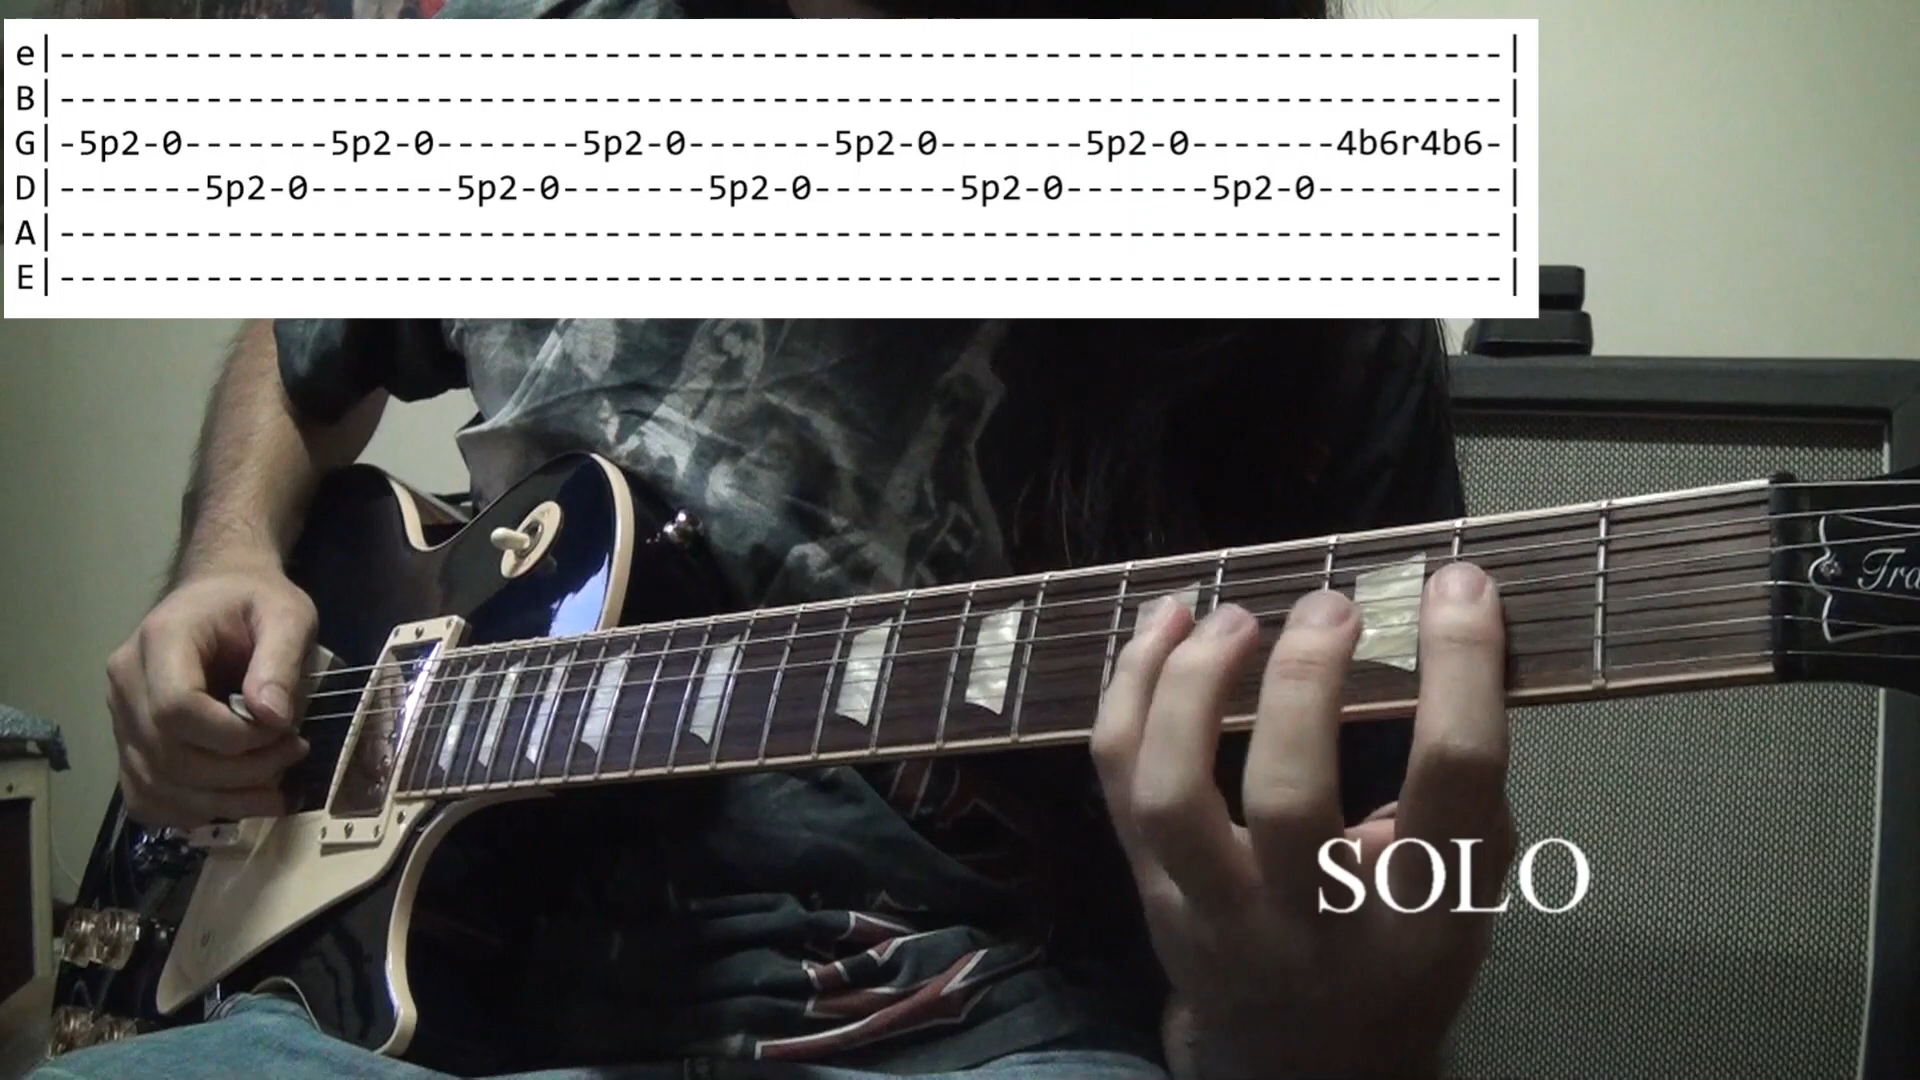 e|-----------------------------------------------------------------------------------|
B|-----------------------------------------------------------------------------------|
G|-5p2-0--------5p2-0--------5p2-0--------5p2-0--------5p2-0--------4b6r4b6-|
D|--------5p2-0--------5p2-0--------5p2-0--------5p2-0--------5p2-0-----------|
A|-----------------------------------------------------------------------------------|
E|-----------------------------------------------------------------------------------|
Tra
SOLO